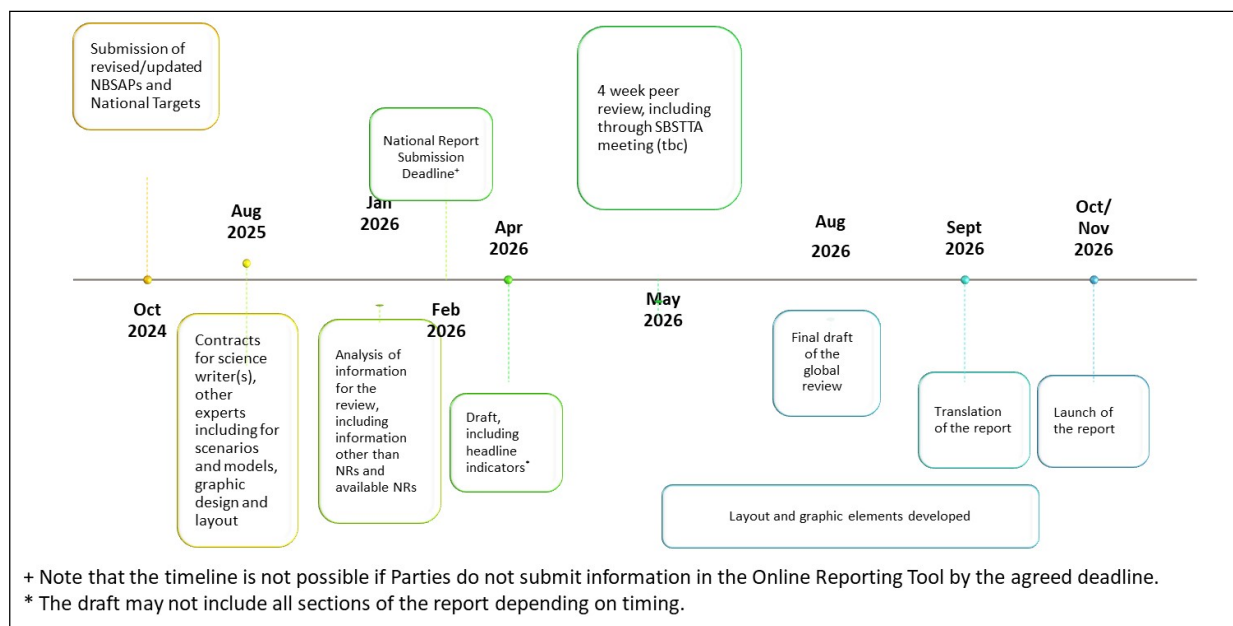 Submission of
revised/updated
NBSAPs and
National Targets
4 week peer
review, including
through SBSTTA
meeting (tbc)
National Report
Submission
Deadline+
Aug
2025
Jan
2026
Apr
2026
Aug
2026
Sept
2026
Oct/
Nov
2026
Oct
2024
Feb
2026
May
2026
Contracts
for science
writer(s),
other
experts
including for
scenarios
and models,
graphic
design and
layout
Analysis of
information
for the
review,
including
information
other than
NRs and
available NRs
Draft,
including
headline
indicators*
Final draft
of the
global
review
Translation
of the report
Launch of
the report
Layout and graphic elements developed
+ Note that the timeline is not possible if Parties do not submit information in the Online Reporting Tool by the agreed deadline.
* The draft may not include all sections of the report depending on timing.